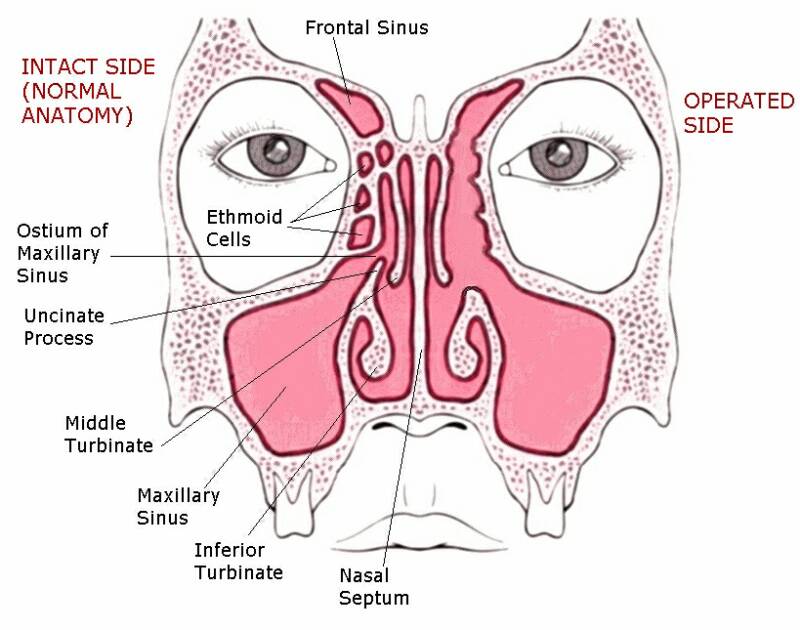 Frontal Sinus
INTACT SIDE
(NORMAL
ANATOMY)
OPERATED
SIDE
Ethmoid
Cells
Ostium of
Maxillary
Sinus
Uncinate
Process
Middle
Turbinate
Maxillary
Sinus
Inferior
Turbinate
Nasal
Septum